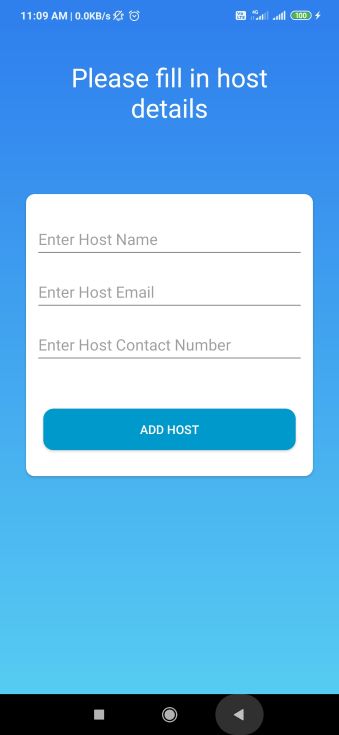 11:09 AM | 0.0KB/s
4G
100
Please fill in host
details
Enter Host Name
Enter Host Email
Enter Host Contact Number
ADD HOST